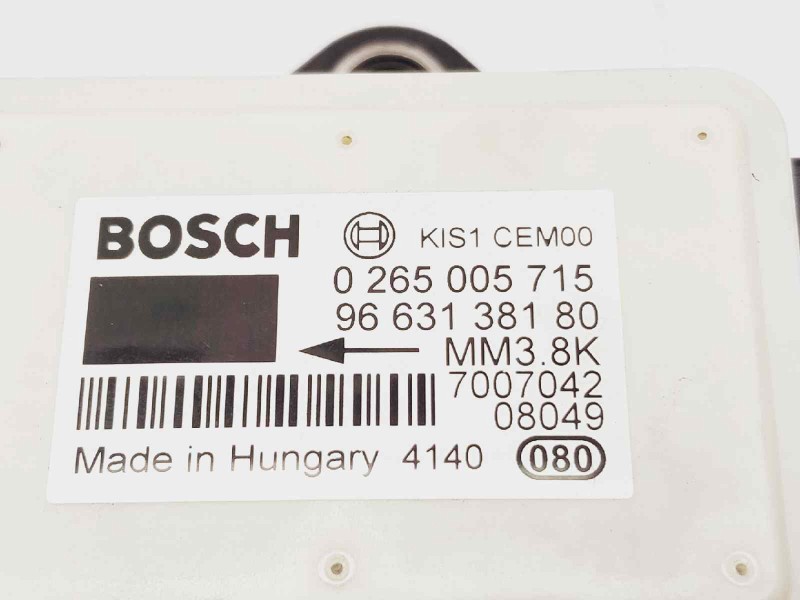 BOSCH KIS1 CEM00
0 265 005 715
96 631 381 80
MM3.8K
7007042
08049
Made in Hungary 4140 080